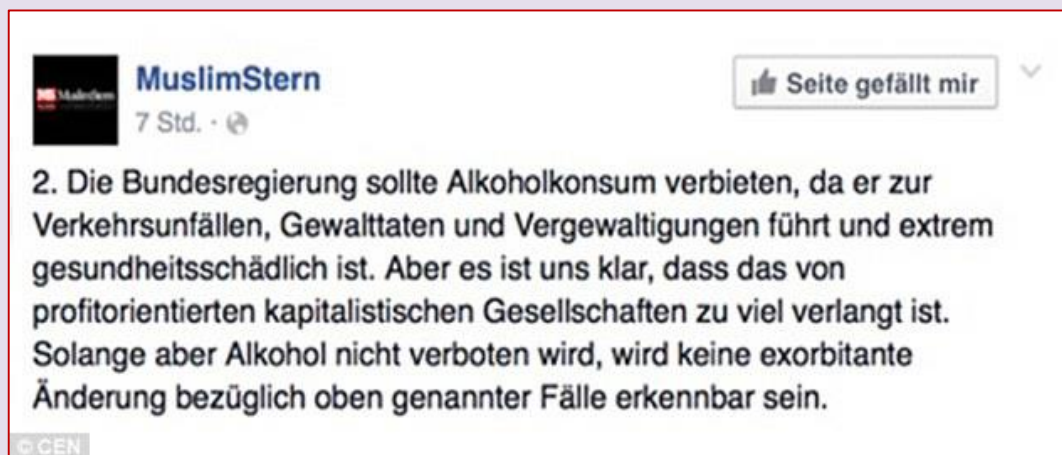 MuslimStern
Seite gefällt mir
7 Std.
2. Die Bundesregierung sollte Alkoholkonsum verbieten, da er zur
Verkehrsunfällen, Gewalttaten und Vergewaltigungen führt und extrem
gesundheitsschädlich ist. Aber es ist uns klar, dass das von
profitorientierten kapitalistischen Gesellschaften zu viel verlangt ist.
Solange aber Alkohol nicht verboten wird, wird keine exorbitante
Änderung bezüglich oben genannter Fälle erkennbar sein.
© CEN